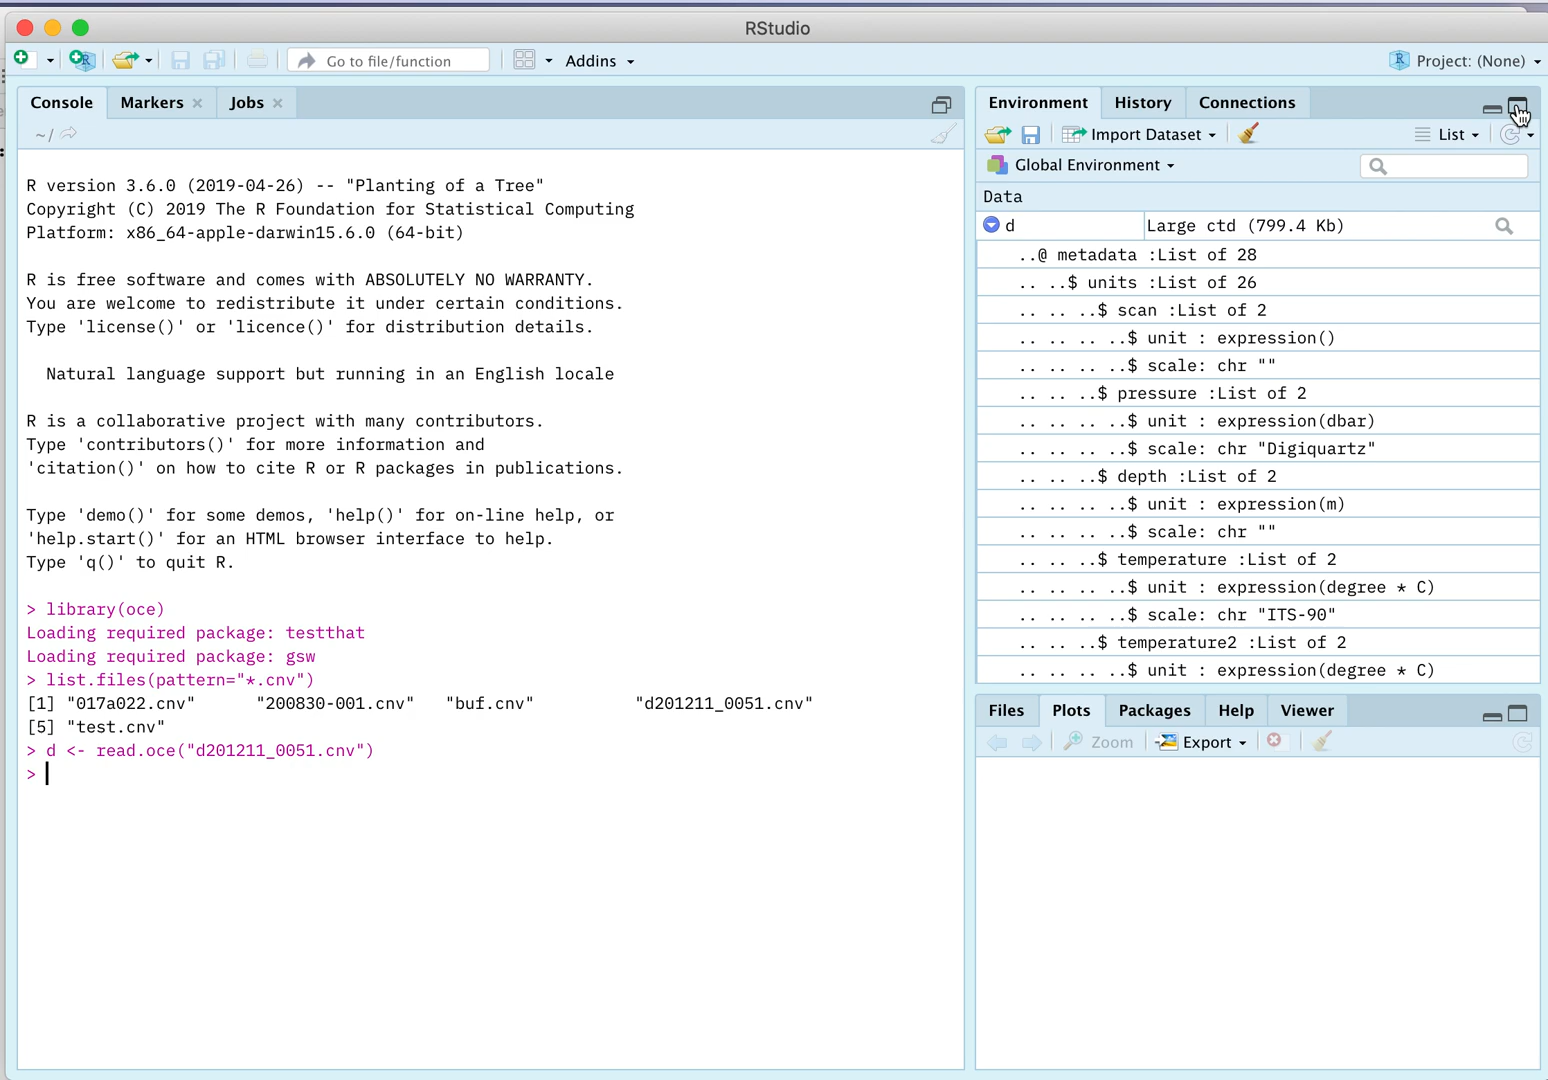 RStudio
Go to file/function
Addins
Project: (None)
Console Markers Jobs
~/
R version 3.6.0 (2019-04-26) -- "Planting of a Tree"
Copyright (C) 2019 The R Foundation for Statistical Computing
Platform: x86_64-apple-darwin15.6.0 (64-bit)
R is free software and comes with ABSOLUTELY NO WARRANTY.
You are welcome to redistribute it under certain conditions.
Type 'license()' or 'licence()' for distribution details.
Natural language support but running in an English locale
R is a collaborative project with many contributors.
Type 'contributors()' for more information and
'citation()' on how to cite R or R packages in publications.
Type 'demo()' for some demos, 'help()' for on-line help, or
'help.start()' for an HTML browser interface to help.
Type 'q()' to quit R.
> library(oce)
Loading required package: testthat
Loading required package: gsw
> list.files(pattern="*.cnv")
[1] "017a022.cnv" "200830-001.cnv" "buf.cnv" "d201211_0051.cnv"
[5] "test.cnv"
> d <- read.oce("d201211_0051.cnv")
>
Environment History Connections
Import Dataset List
Global Environment
Data
d Large ctd (799.4 Kb)
..@ metadata :List of 28
.. ..$ units :List of 26
.. .. ..$ scan :List of 2
.. .. .. ..$ unit : expression()
.. .. .. ..$ scale: chr ""
.. .. ..$ pressure :List of 2
.. .. .. ..$ unit : expression(dbar)
.. .. .. ..$ scale: chr "Digiquartz"
.. .. ..$ depth :List of 2
.. .. .. ..$ unit : expression(m)
.. .. .. ..$ scale: chr ""
.. .. ..$ temperature :List of 2
.. .. .. ..$ unit : expression(degree * C)
.. .. .. ..$ scale: chr "ITS-90"
.. .. ..$ temperature2 :List of 2
.. .. .. ..$ unit : expression(degree * C)
Files Plots Packages Help Viewer
Zoom Export